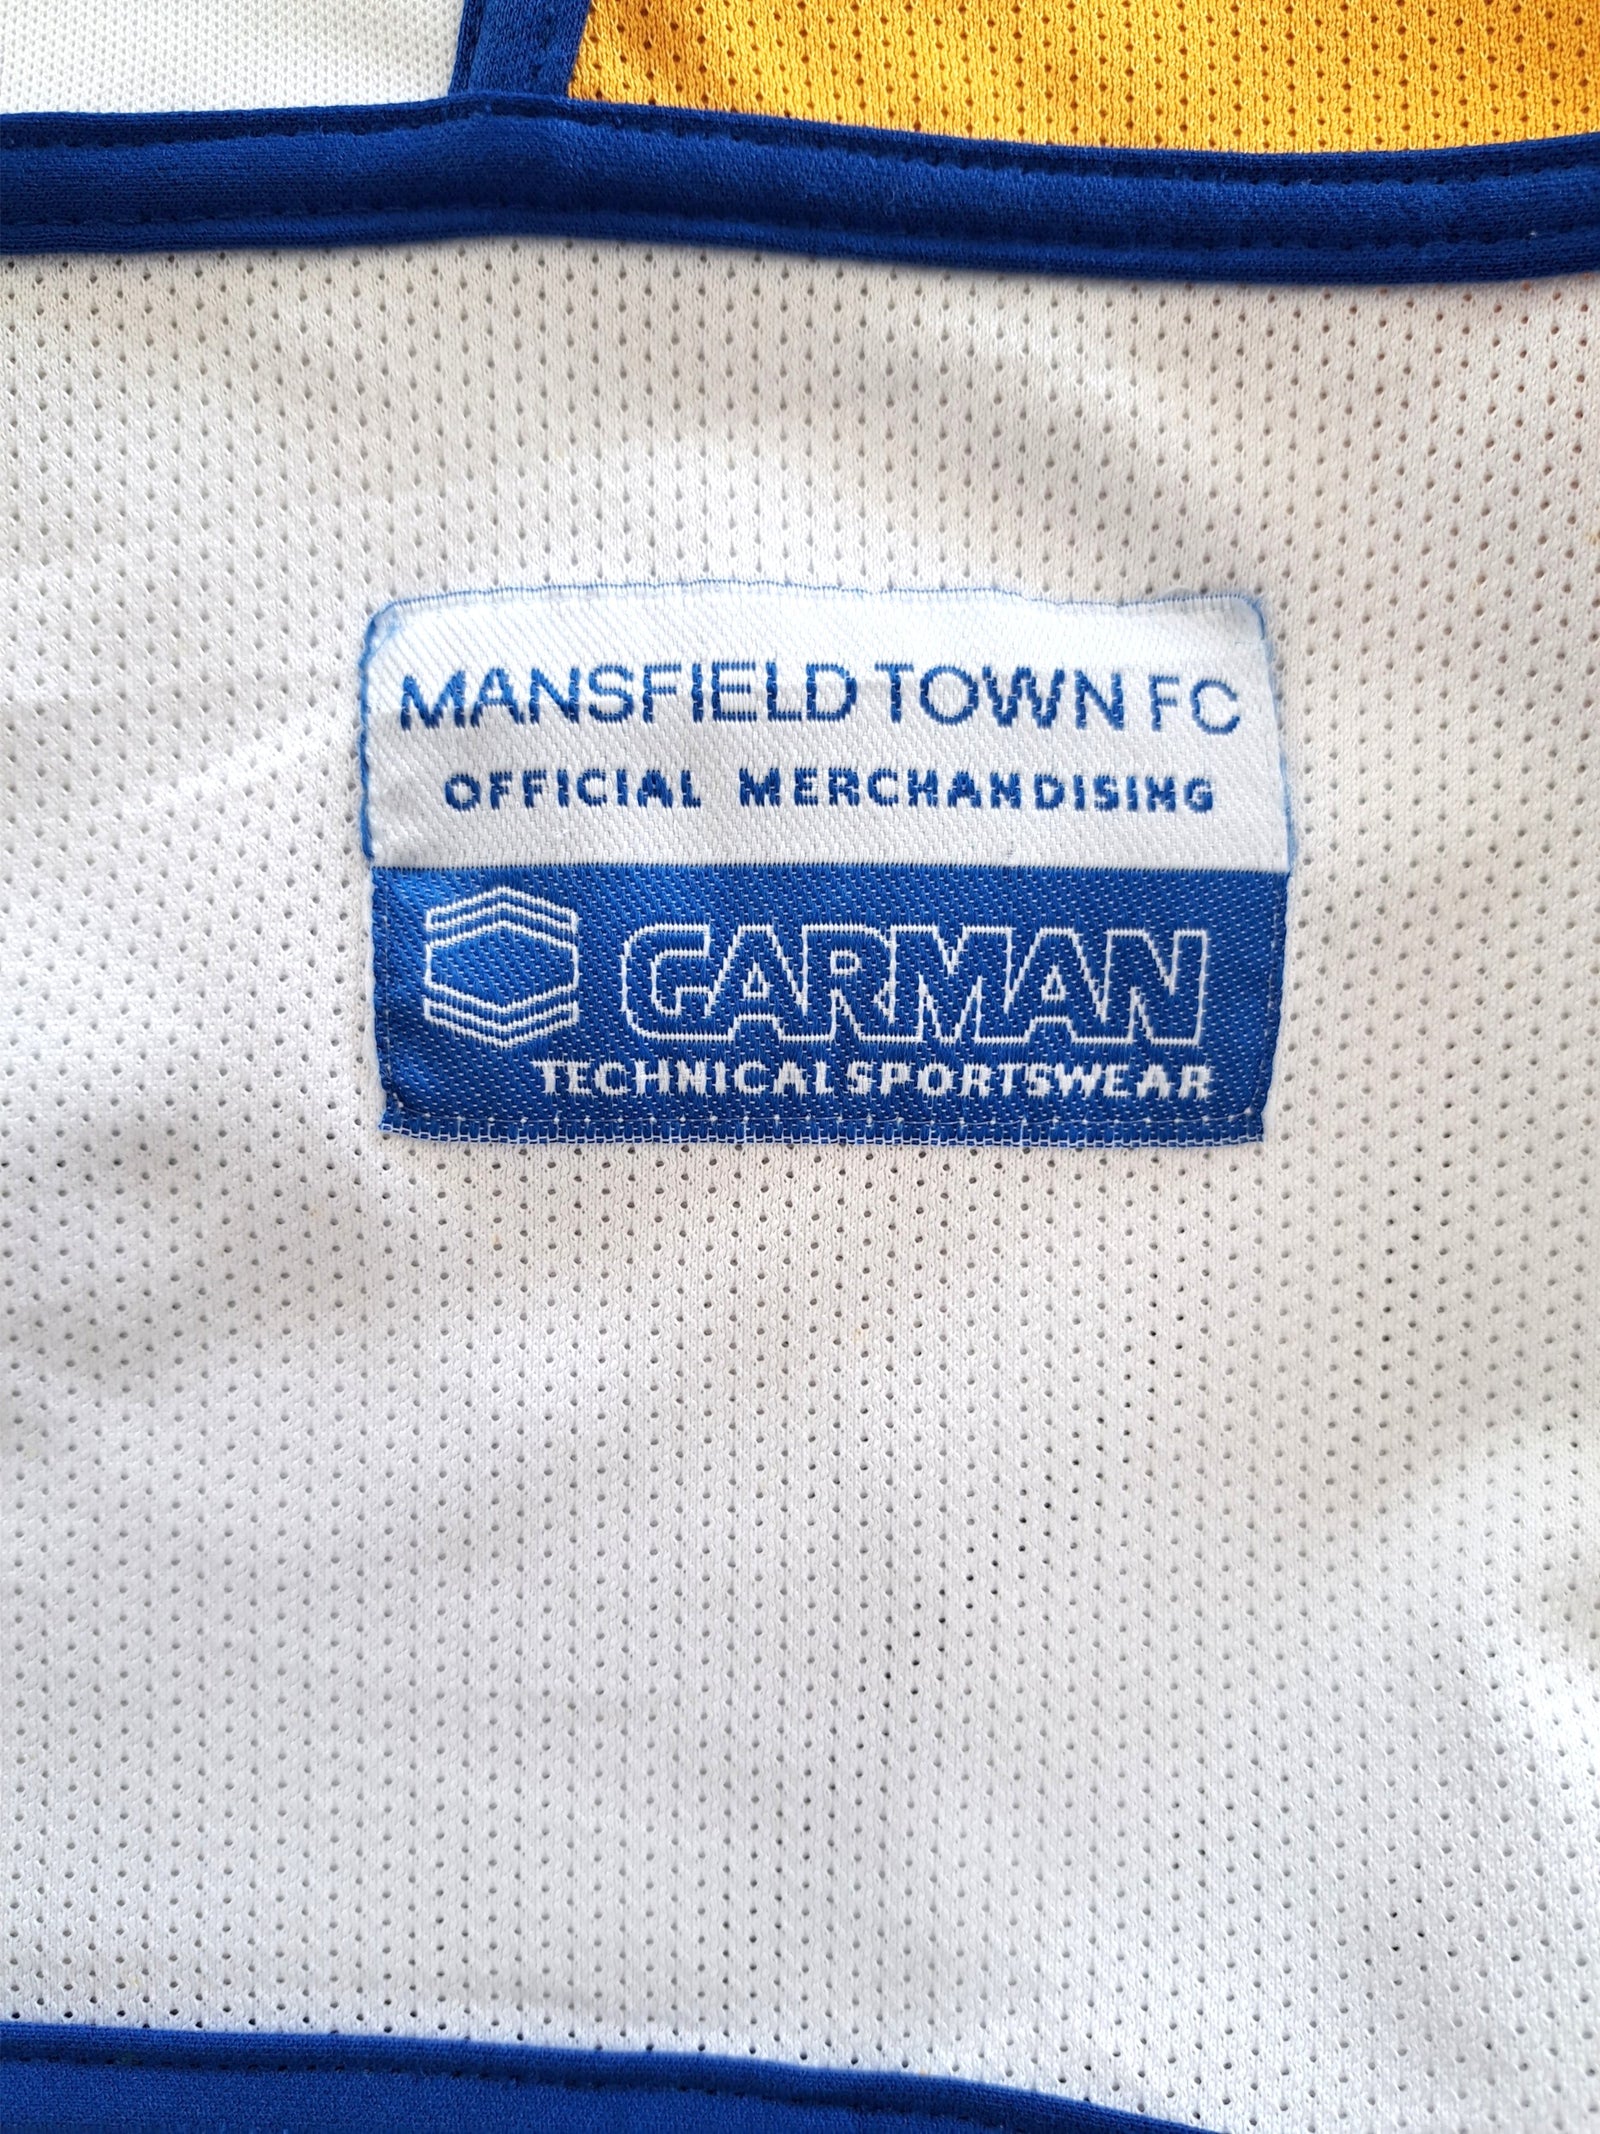 MANSFIELD TOWN FC
OFFICIAL MERCHANDISING
GARMAN
TECHNICAL SPORTSWEAR